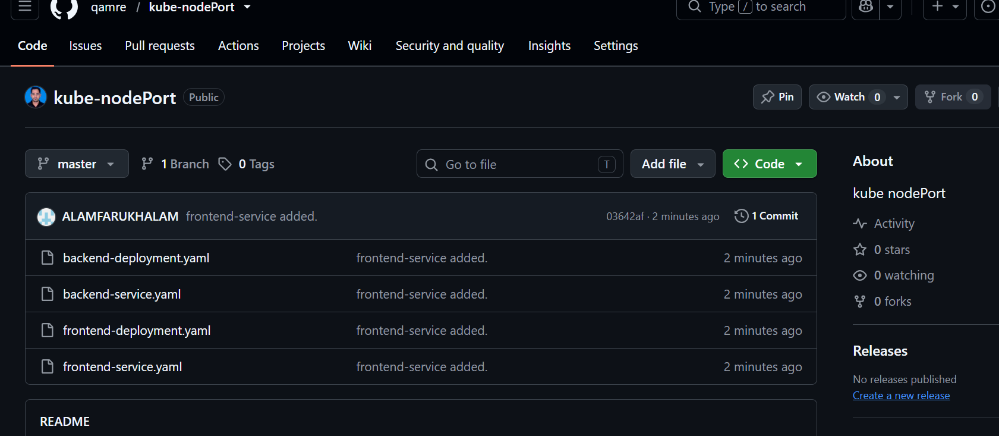 qamre / kube-nodePort
Type / to search
Code Issues Pull requests Actions Projects Wiki Security and quality Insights Settings
kube-nodePort Public
Pin Watch 0 Fork 0
master 1 Branch 0 Tags
Go to file T Add file Code
ALAMFARUKHALAM frontend-service added. 03642af · 2 minutes ago 1 Commit
backend-deployment.yaml frontend-service added. 2 minutes ago
backend-service.yaml frontend-service added. 2 minutes ago
frontend-deployment.yaml frontend-service added. 2 minutes ago
frontend-service.yaml frontend-service added. 2 minutes ago
README
About
kube nodePort
Activity
0 stars
0 watching
0 forks
Releases
No releases published
Create a new release